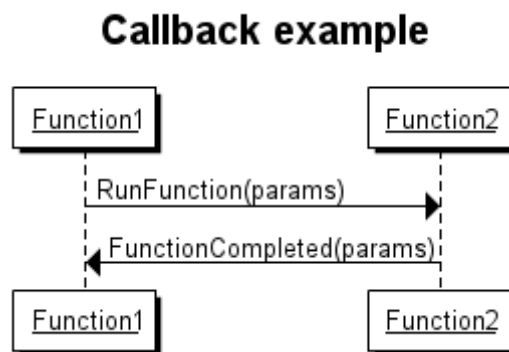 Callback example
Function1
Function2
RunFunction(params)
FunctionCompleted(params)
Function1
Function2